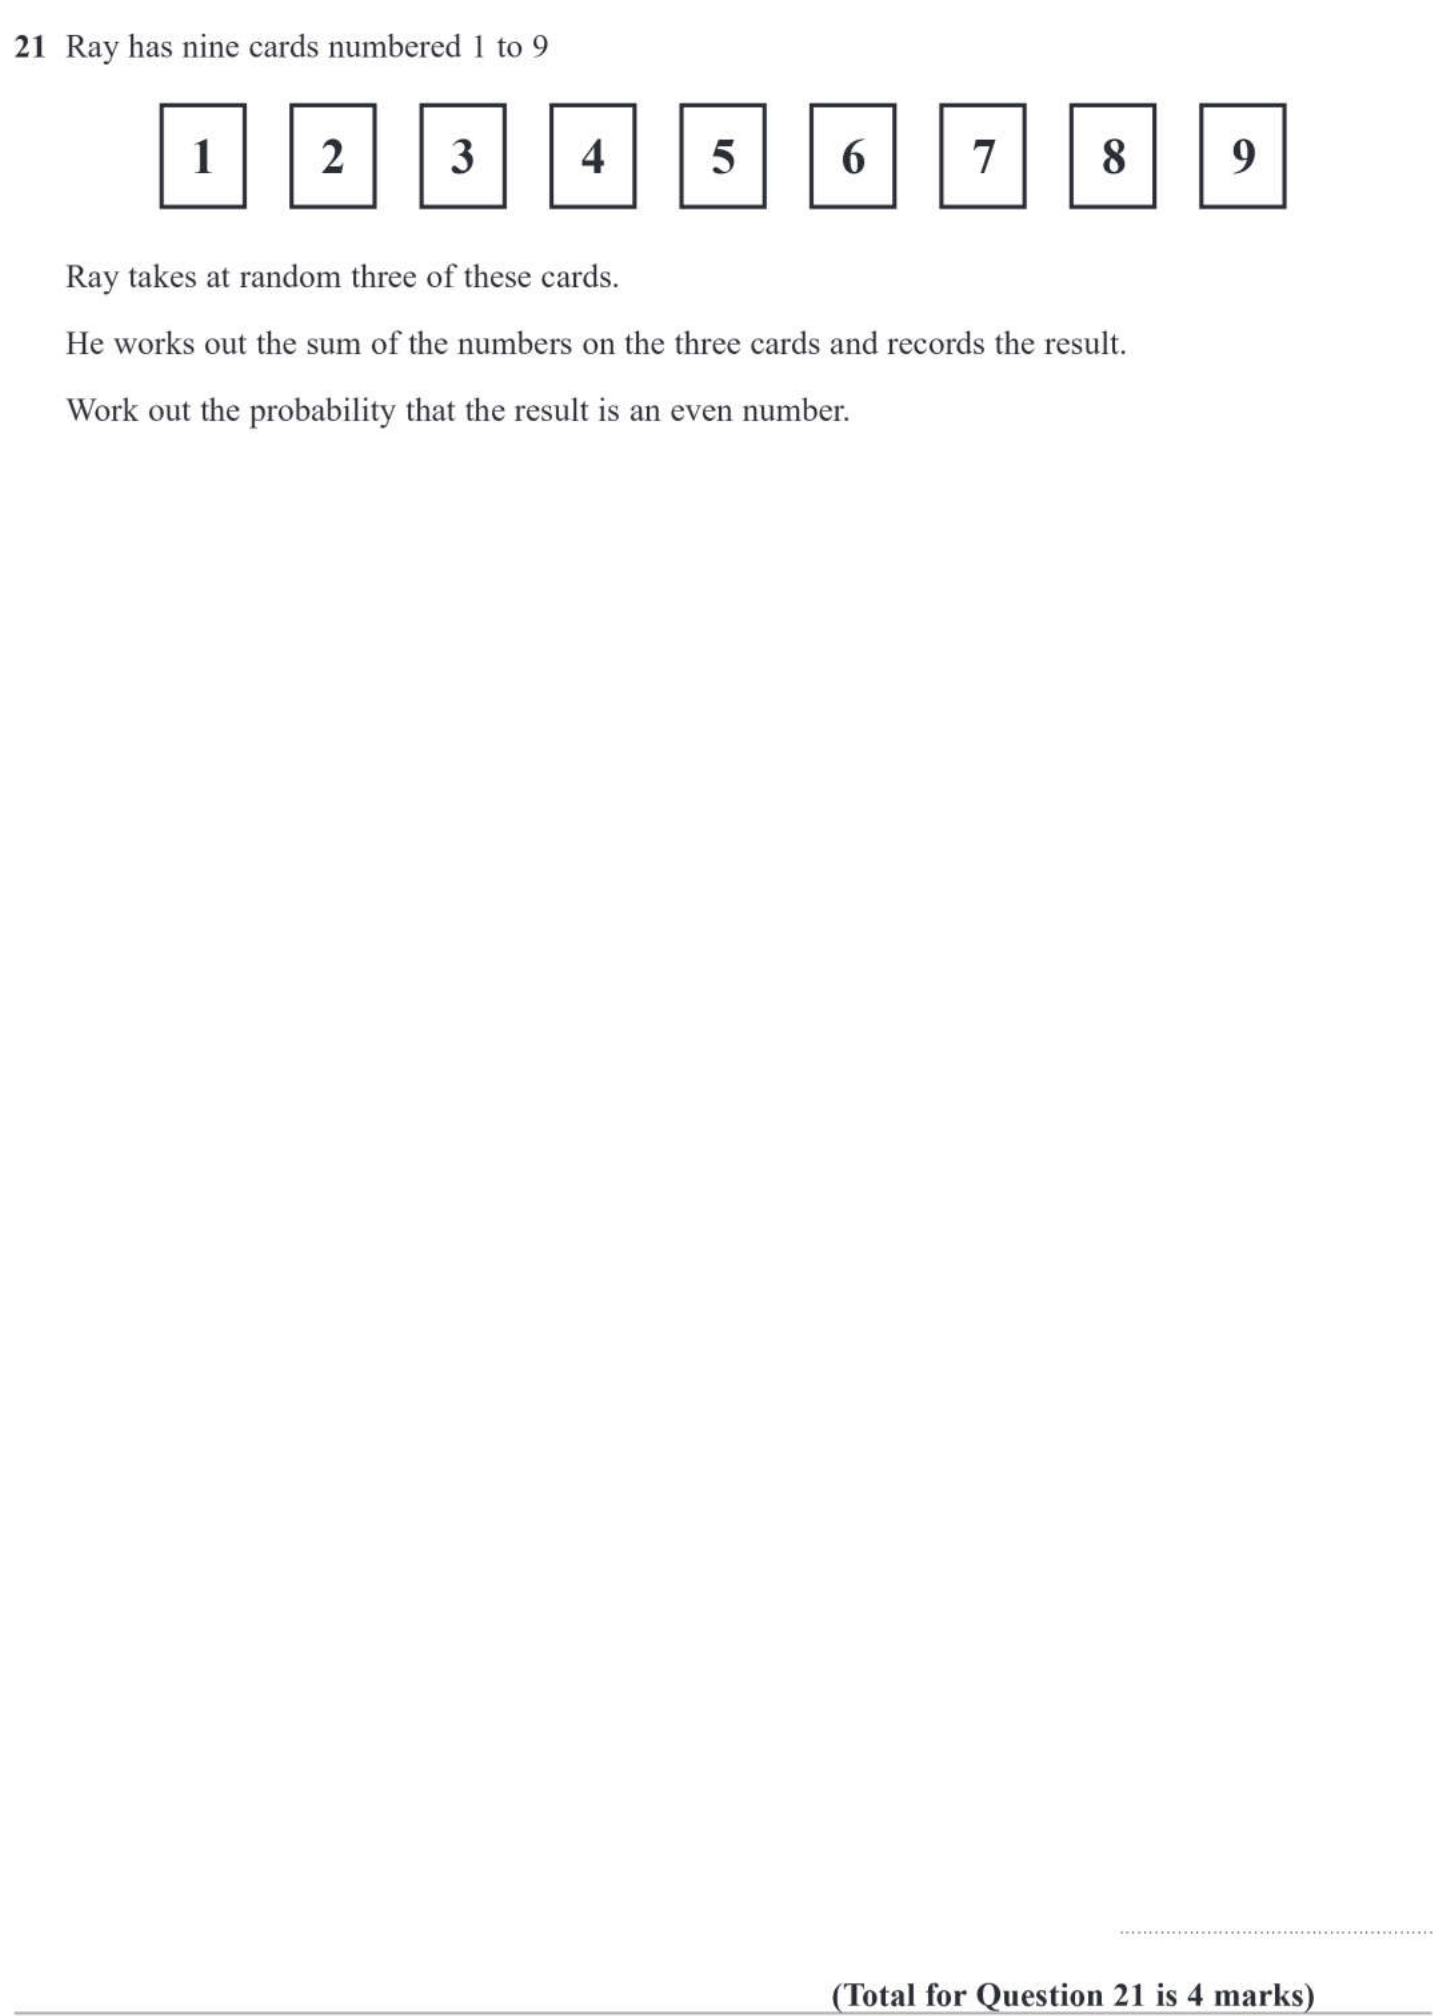 21 Ray has nine cards numbered 1 to 9
1 2 3 4 5 6 7 8 9
Ray takes at random three of these cards.
He works out the sum of the numbers on the three cards and records the result.
Work out the probability that the result is an even number.
(Total for Question 21 is 4 marks)